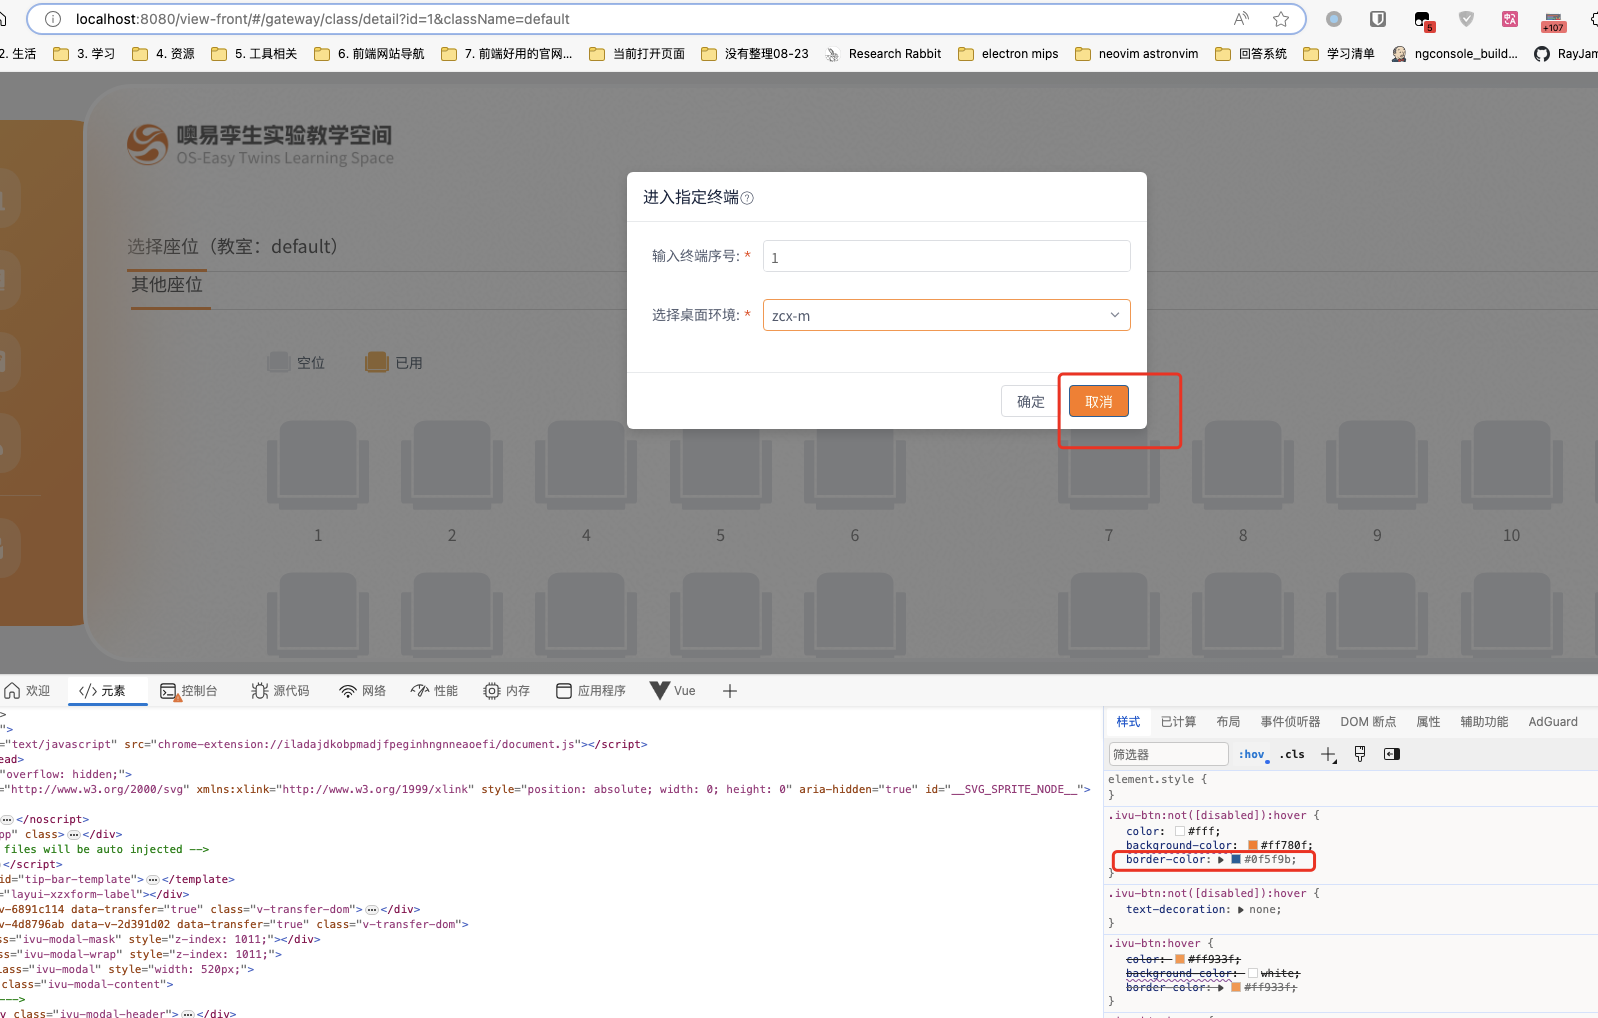 localhost:8080/view-front/#/gateway/class/detail?id=1&className=default
5
+107
2. 生活
3. 学习
4. 资源
5. 工具相关
6. 前端网站导航
7. 前端好用的官网...
当前打开页面
没有整理08-23
Research Rabbit
electron mips
neovim astronvim
回答系统
学习清单
ngconsole_build...
RayJam
噢易孪生实验教学空间
OS-Easy Twins Learning Space
选择座位（教室：default）
其他座位
空位
已用
进入指定终端
输入终端序号: *
1
选择桌面环境: *
zcx-m
确定
取消
1 2 4 5 6 7 8 9 10
欢迎
元素
控制台
源代码
网络
性能
内存
应用程序
Vue
>
">
="text/javascript" src="chrome-extension://iladajdkobpmadjfpeginhngnneaoefi/document.js"></script>
ead>
="overflow: hidden;">
="http://www.w3.org/2000/svg" xmlns:xlink="http://www.w3.org/1999/xlink" style="position: absolute; width: 0; height: 0" aria-hidden="true" id="__SVG_SPRITE_NODE__">
</noscript>
pp" class> </div>
files will be auto injected -->
</script>
id="tip-bar-template"> </template>
="layui-xzxform-label"></div>
v-6891c114 data-transfer="true" class="v-transfer-dom"> </div>
v-4d8796ab data-v-2d391d02 data-transfer="true" class="v-transfer-dom">
ss="ivu-modal-mask" style="z-index: 1011;"></div>
ss="ivu-modal-wrap" style="z-index: 1011;">
lass="ivu-modal" style="width: 520px;">
class="ivu-modal-content">
--->
v class="ivu-modal-header"> </div>
样式
已计算
布局
事件侦听器
DOM 断点
属性
辅助功能
AdGuard
筛选器
:hov
.cls
element.style {
}
.ivu-btn:not([disabled]):hover {
color: #fff;
background-color: #ff780f;
border-color: #0f5f9b;
}
.ivu-btn:not([disabled]):hover {
text-decoration: none;
}
.ivu-btn:hover {
color: #ff933f;
background-color: white;
border-color: #ff933f;
}